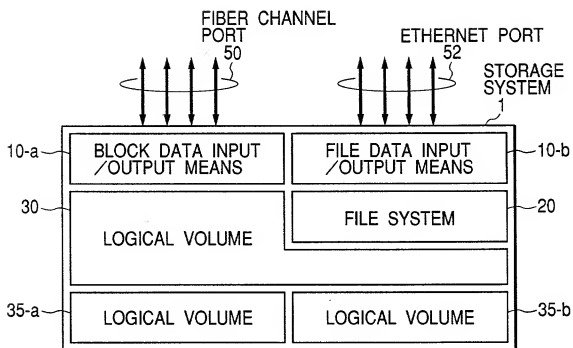 FIBER CHANNEL
PORT
50
ETHERNET PORT
52
STORAGE
SYSTEM
1
10-a
BLOCK DATA INPUT
/OUTPUT MEANS
FILE DATA INPUT
/OUTPUT MEANS
10-b
30
LOGICAL VOLUME
FILE SYSTEM
20
35-a
LOGICAL VOLUME
LOGICAL VOLUME
35-b